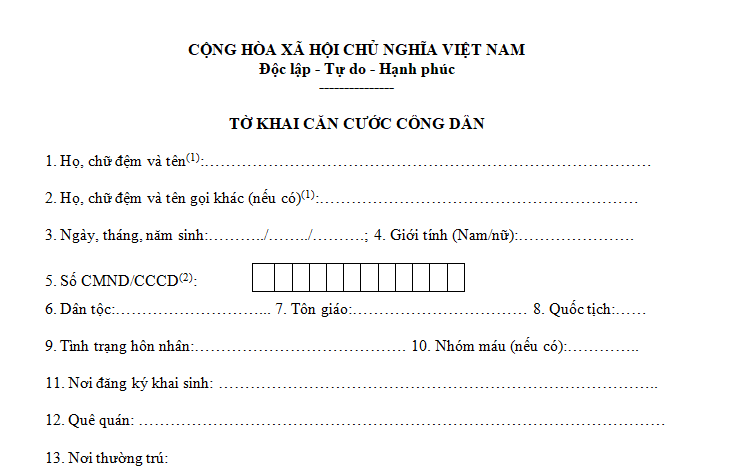 CỘNG HÒA XÃ HỘI CHỦ NGHĨA VIỆT NAM
Độc lập - Tự do - Hạnh phúc
---------------
TỜ KHAI CĂN CƯỚC CÔNG DÂN
1. Họ, chữ đệm và tên(1):……………………………………………………………………………
2. Họ, chữ đệm và tên gọi khác (nếu có)(1):………………………………………………………
3. Ngày, tháng, năm sinh:………../……../……….; 4. Giới tính (Nam/nữ):………………….
5. Số CMND/CCCD(2):
6. Dân tộc:………………………….. 7. Tôn giáo:……………………………. 8. Quốc tịch:……
9. Tình trạng hôn nhân:…………………………………… 10. Nhóm máu (nếu có):…………..
11. Nơi đăng ký khai sinh: …………………………………………………………………………..
12. Quê quán: ……………………………………………………………………………………………
13. Nơi thường trú: